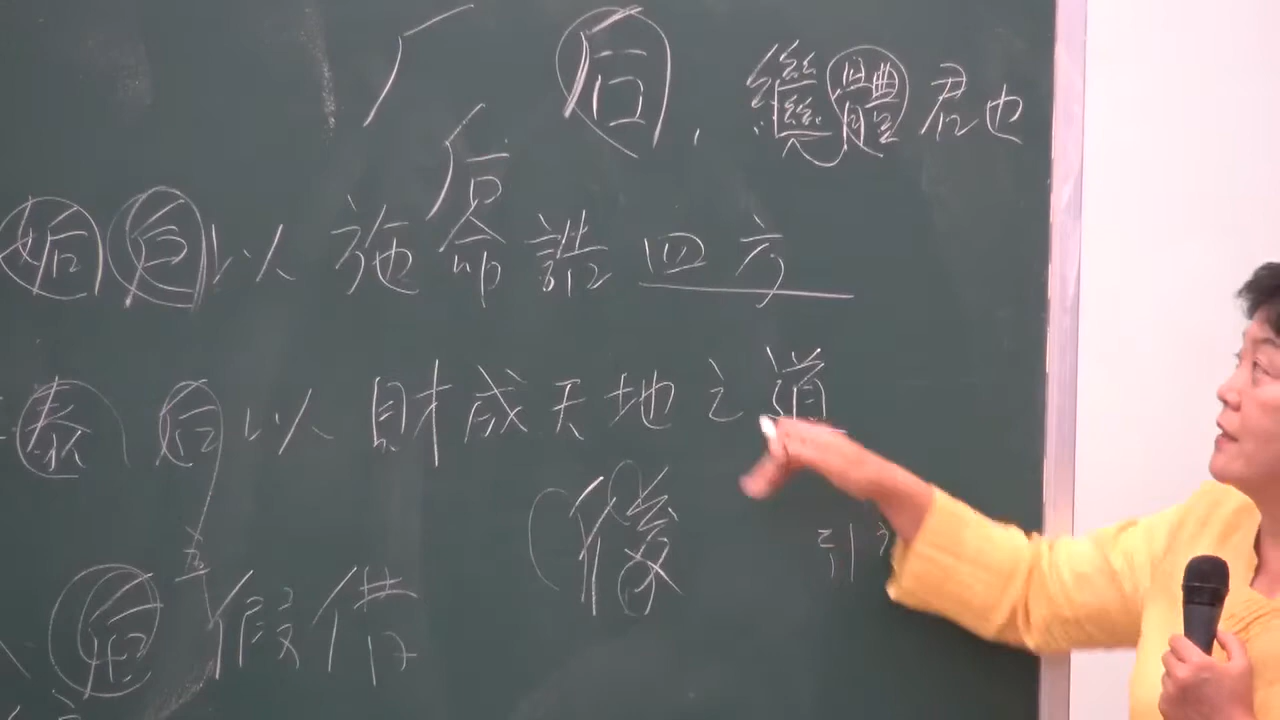 厂 后，繼體君也
姤 后以施命誥四方
泰 后以財成天地之道
後
引
后 假借